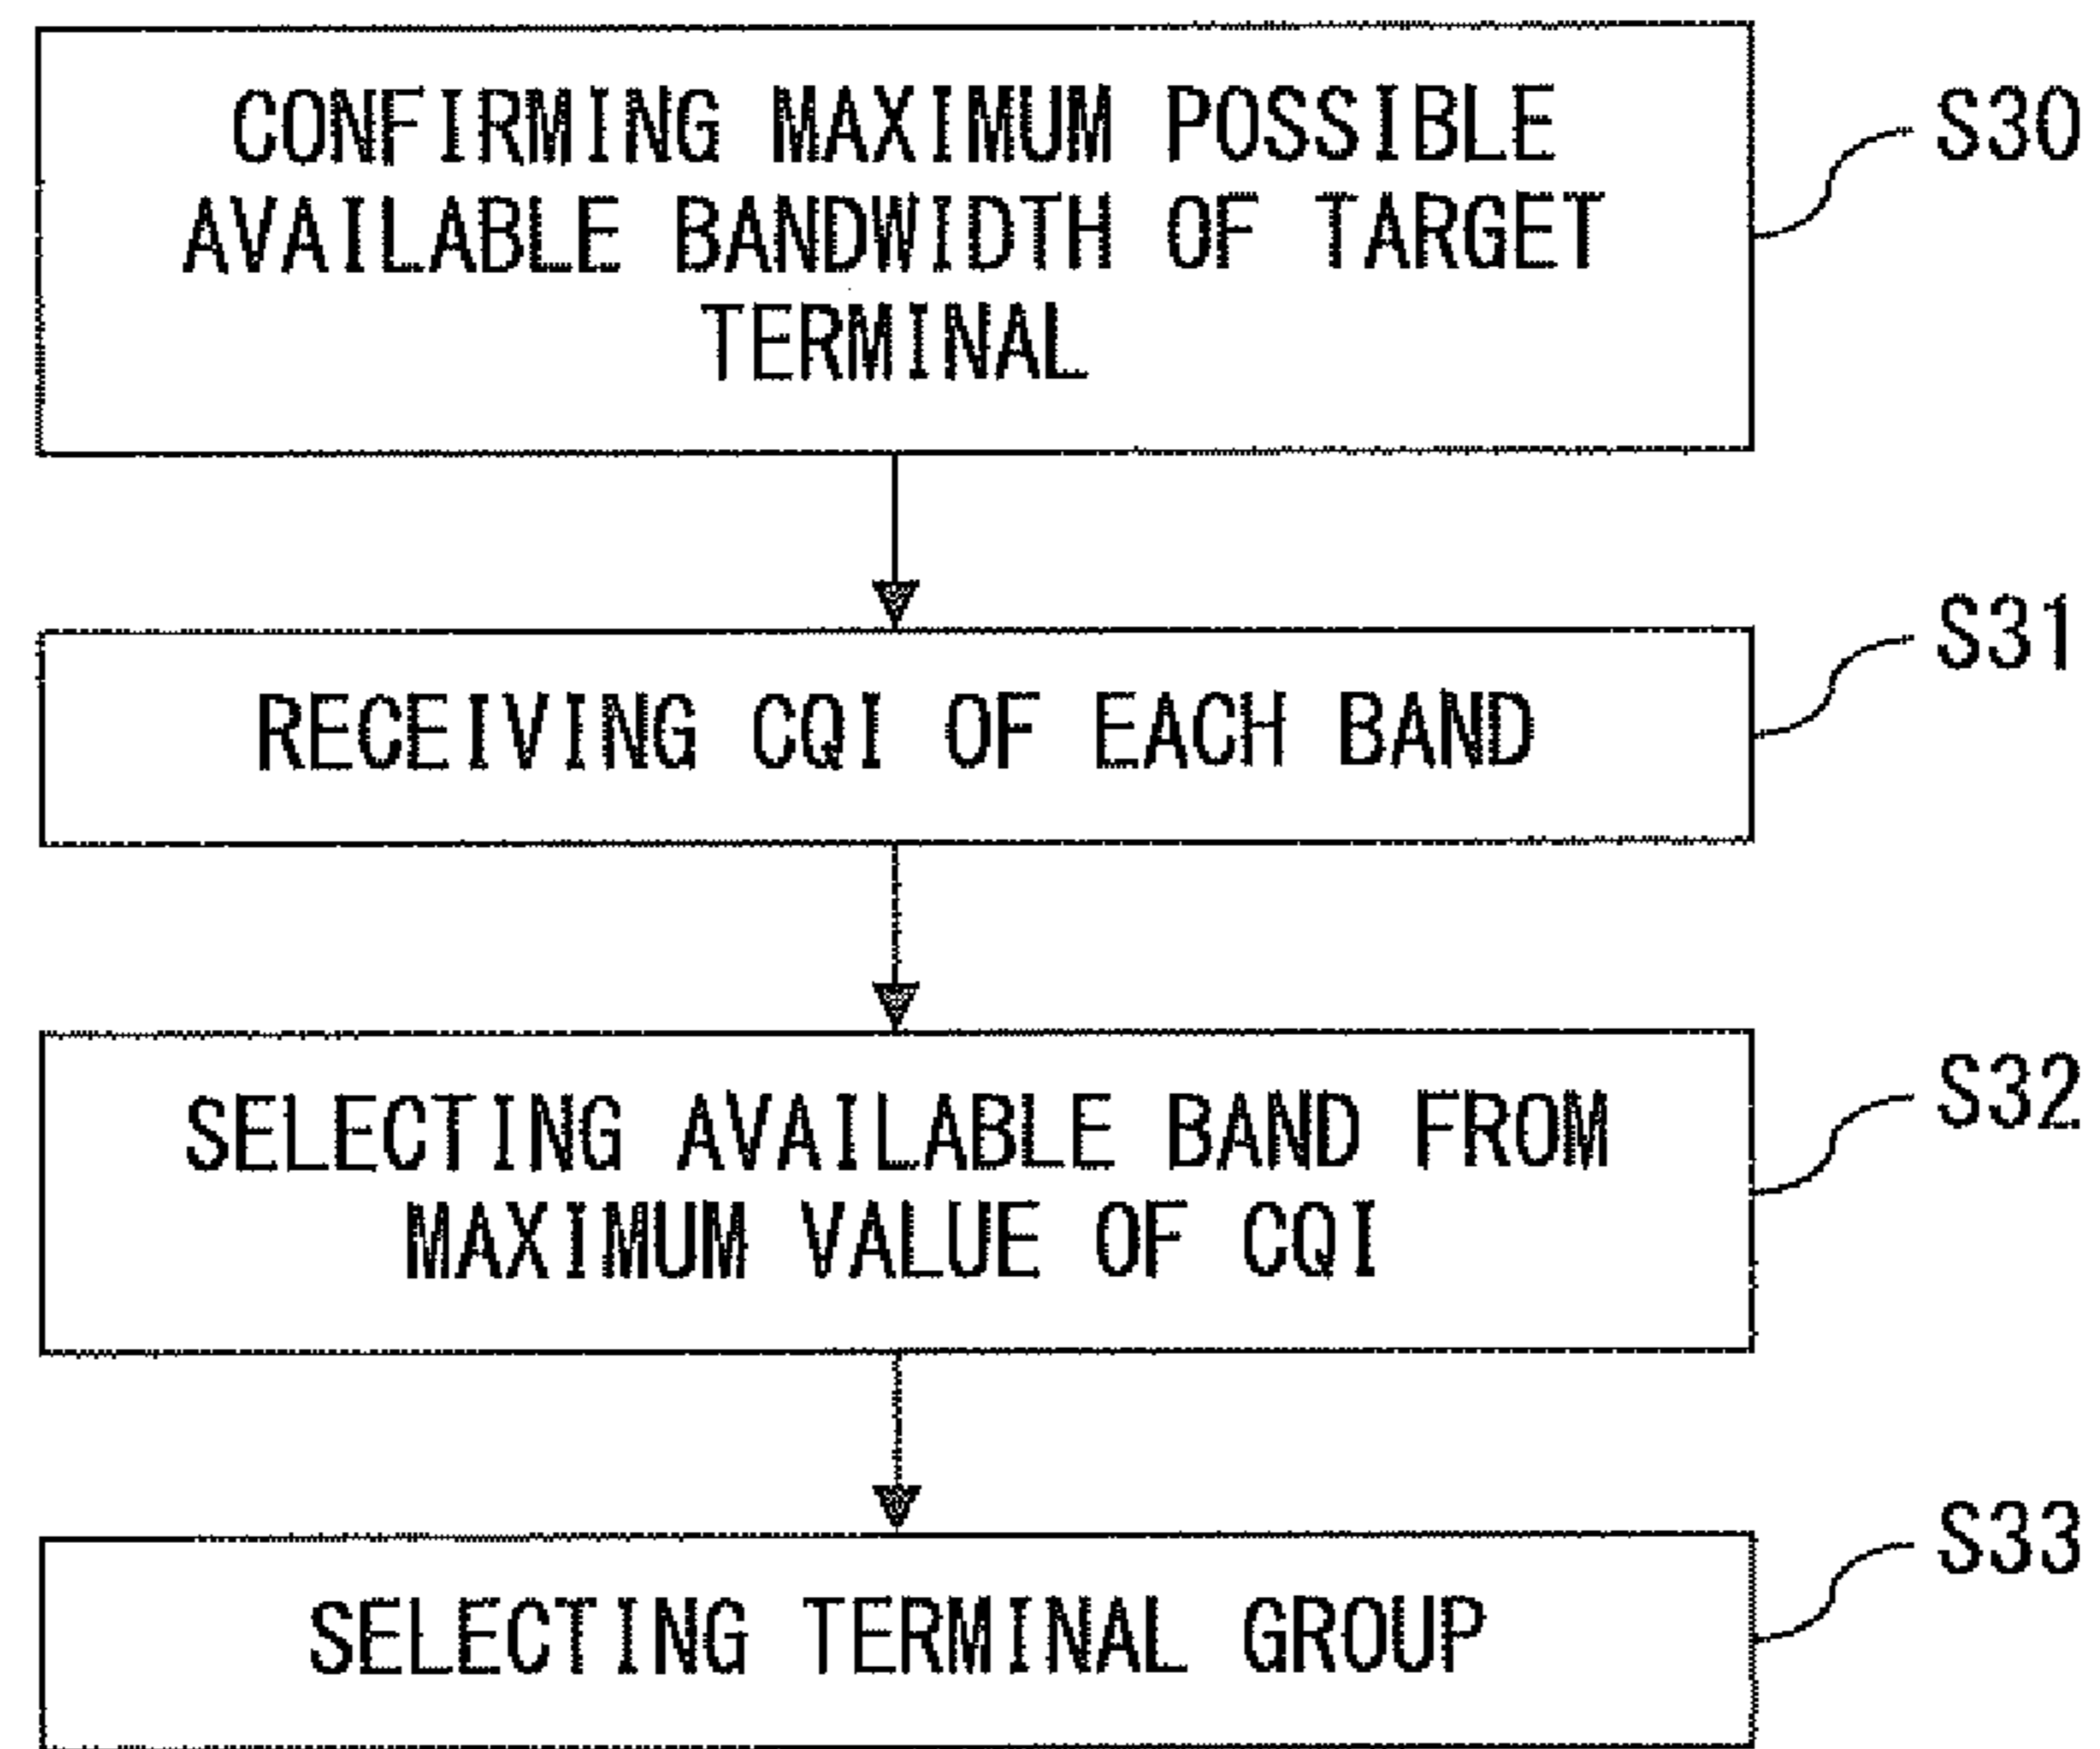 CONFIRMING MAXIMUM POSSIBLE
AVAILABLE BANDWIDTH OF TARGET
TERMINAL
S30
RECEIVING CQI OF EACH BAND
S31
SELECTING AVAILABLE BAND FROM
MAXIMUM VALUE OF CQI
S32
SELECTING TERMINAL GROUP
S33